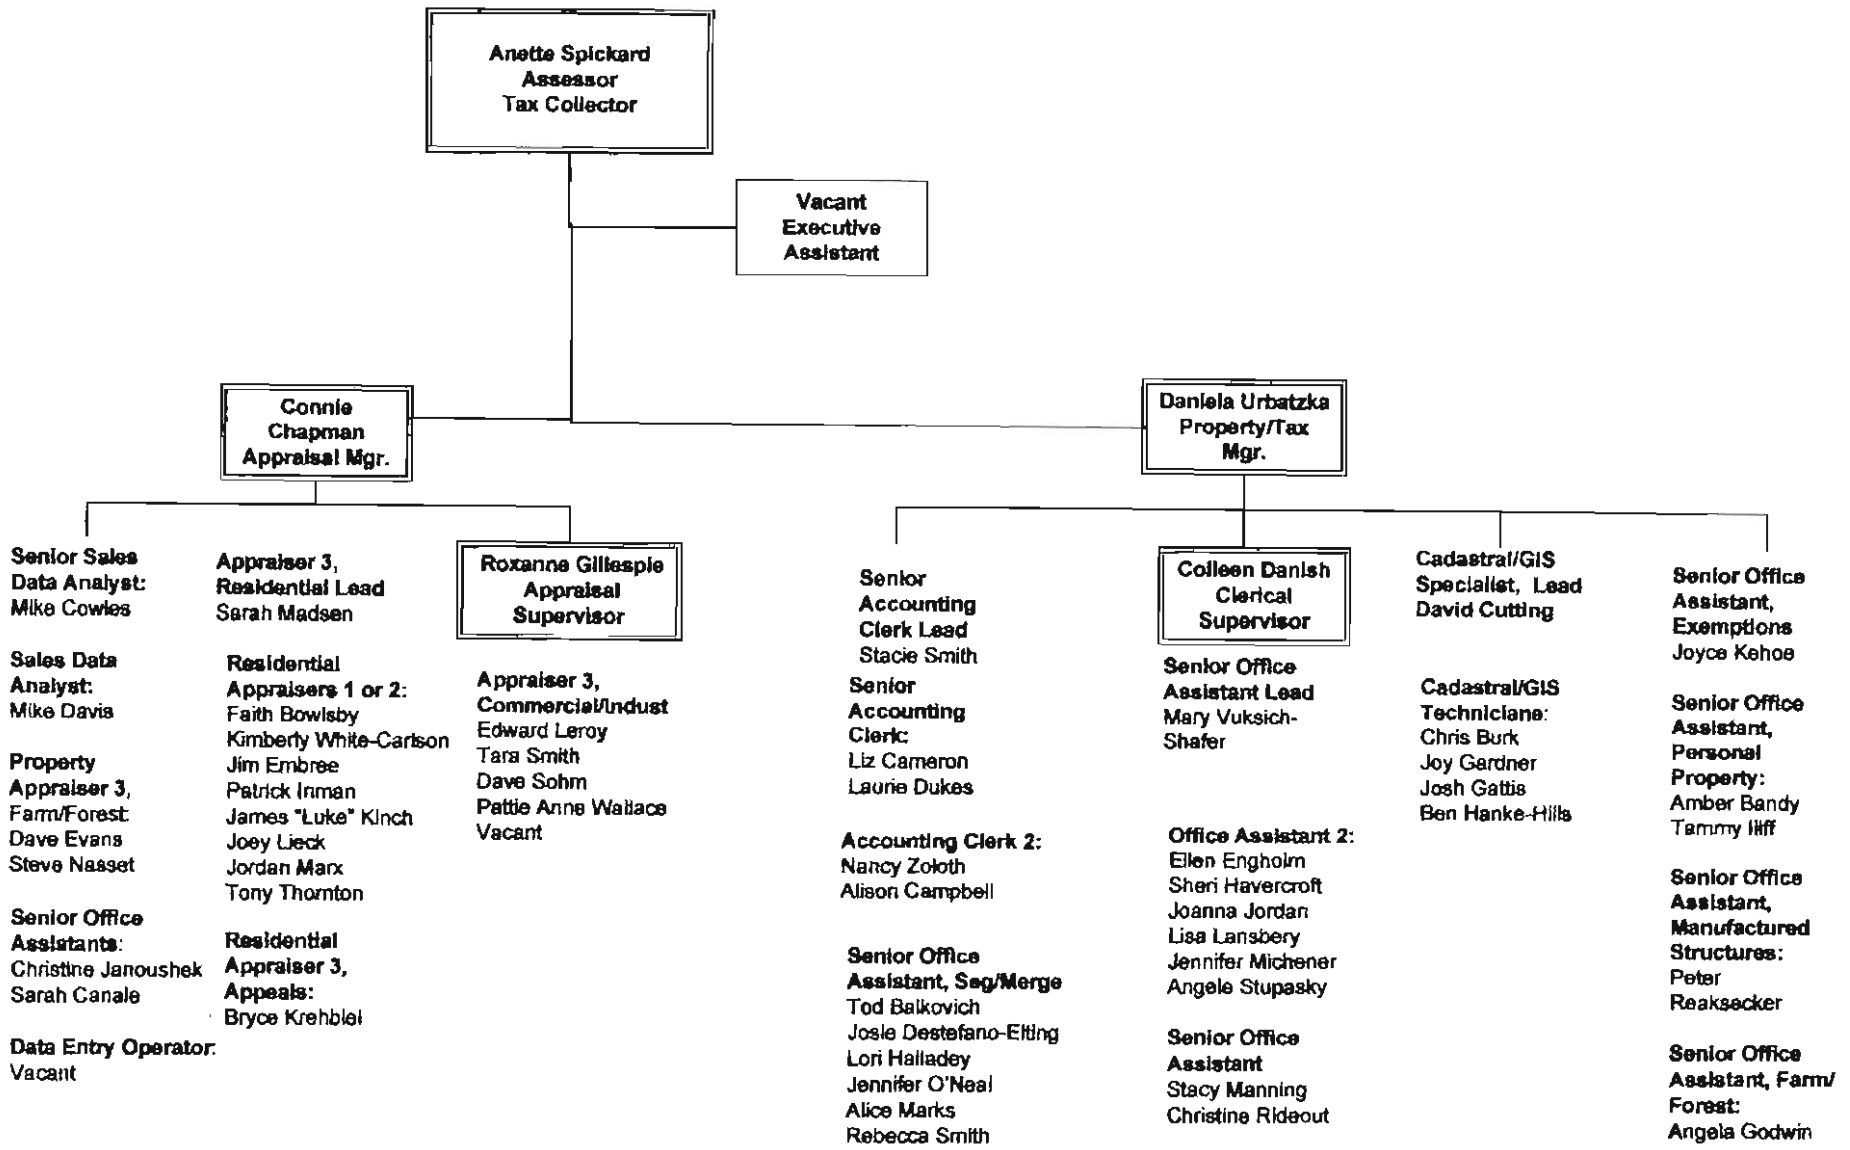 Anette Spickard
Assessor
Tax Collector
Vacant
Executive
Assistant
Connie
Chapman
Appraisal Mgr.
Daniela Urbatzka
Property/Tax
Mgr.
Senior Sales
Data Analyst:
Mike Cowles
Sales Data
Analyst:
Mike Davis
Property
Appraiser 3,
Farm/Forest:
Dave Evans
Steve Nasset
Senior Office
Assistants:
Christine Janoushek
Sarah Canale
Data Entry Operator:
Vacant
Appraiser 3,
Residential Lead
Sarah Madsen
Residential
Appraisers 1 or 2:
Faith Bowlsby
Kimberly White-Carlson
Jim Embree
Patrick Inman
James "Luke" Kinch
Joey Lieck
Jordan Marx
Tony Thornton
Residential
Appraiser 3,
Appeals:
Bryce Krehbiel
Roxanne Gillespie
Appraisal
Supervisor
Appraiser 3,
Commercial/Indust
Edward Leroy
Tara Smith
Dave Sohm
Pattie Anne Wallace
Vacant
Senior
Accounting
Clerk Lead
Stacie Smith
Senior
Accounting
Clerk:
Liz Cameron
Laurie Dukes
Accounting Clerk 2:
Nancy Zoloth
Alison Campbell
Senior Office
Assistant, Seg/Merge
Tod Balkovich
Josie Destefano-Elting
Lori Halladey
Jennifer O'Neal
Alice Marks
Rebecca Smith
Colleen Danish
Clerical
Supervisor
Senior Office
Assistant Lead
Mary Vuksich-
Shafer
Office Assistant 2:
Ellen Engholm
Sheri Havercroft
Joanna Jordan
Lisa Lansbery
Jennifer Michener
Angele Stupasky
Senior Office
Assistant
Stacy Manning
Christine Rideout
Cadastral/GIS
Specialist, Lead
David Cutting
Cadastral/GIS
Technicians:
Chris Burk
Joy Gardner
Josh Gattis
Ben Hanke-Hills
Senior Office
Assistant,
Exemptions
Joyce Kehoe
Senior Office
Assistant,
Personal
Property:
Amber Bandy
Tammy Iliff
Senior Office
Assistant,
Manufactured
Structures:
Peter
Reaksecker
Senior Office
Assistant, Farm/
Forest:
Angela Godwin